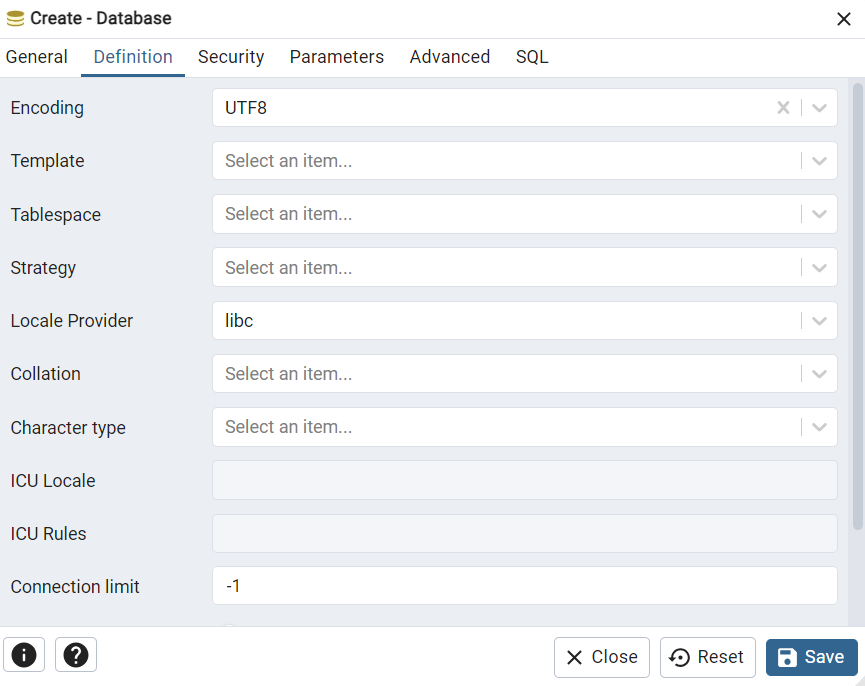 Create - Database
General Definition Security Parameters Advanced SQL
Encoding UTF8
Template Select an item...
Tablespace Select an item...
Strategy Select an item...
Locale Provider libc
Collation Select an item...
Character type Select an item...
ICU Locale
ICU Rules
Connection limit -1
Close Reset Save